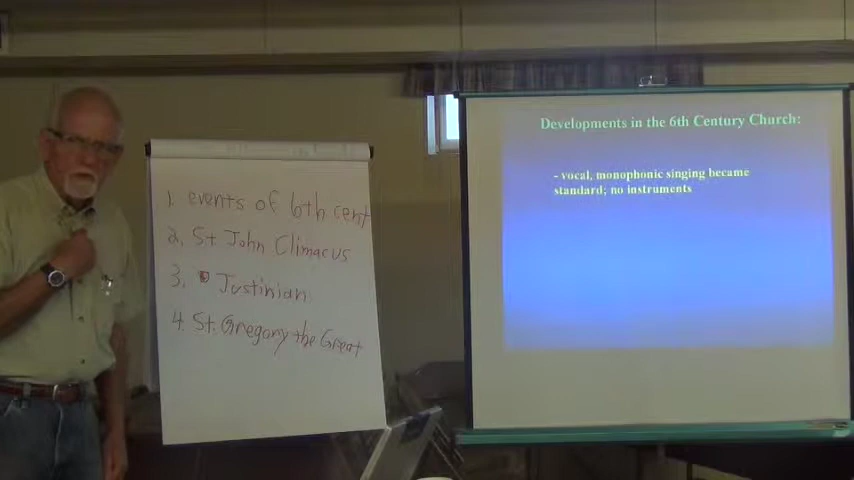 1. events of 6th cent
2. St John Climacus
3. Justinian
4. St. Gregory the Great
Developments in the 6th Century Church:
- vocal, monophonic singing became
standard; no instruments